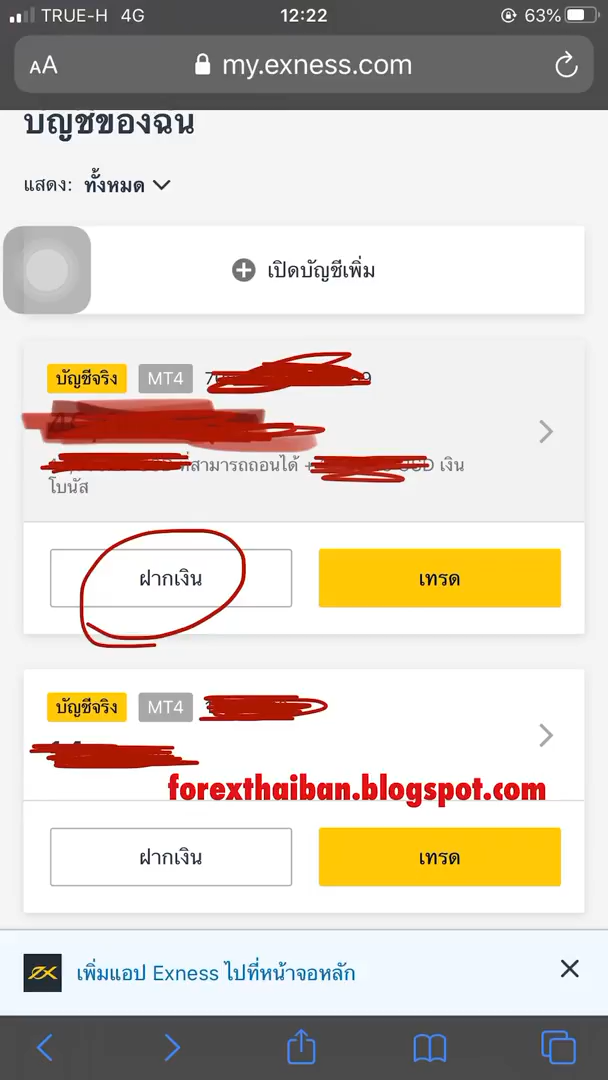 TRUE-H 4G 12:22 63%
AA my.exness.com
บัญชีของฉัน
แสดง: ทั้งหมด
เปิดบัญชีเพิ่ม
บัญชีจริง MT4
ที่สามารถถอนได้ + เงิน
โบนัส
ฝากเงิน เทรด
บัญชีจริง MT4
forexthaiban.blogspot.com
ฝากเงิน เทรด
เพิ่มแอป Exness ไปที่หน้าจอหลัก